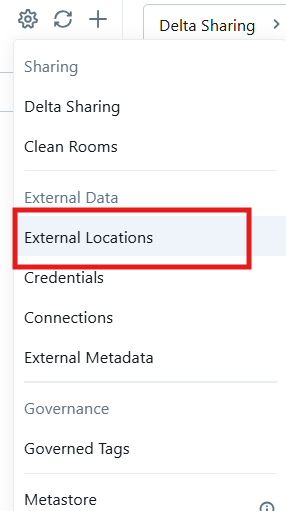 Delta Sharing
Sharing
Delta Sharing
Clean Rooms
External Data
External Locations
Credentials
Connections
External Metadata
Governance
Governed Tags
Metastore